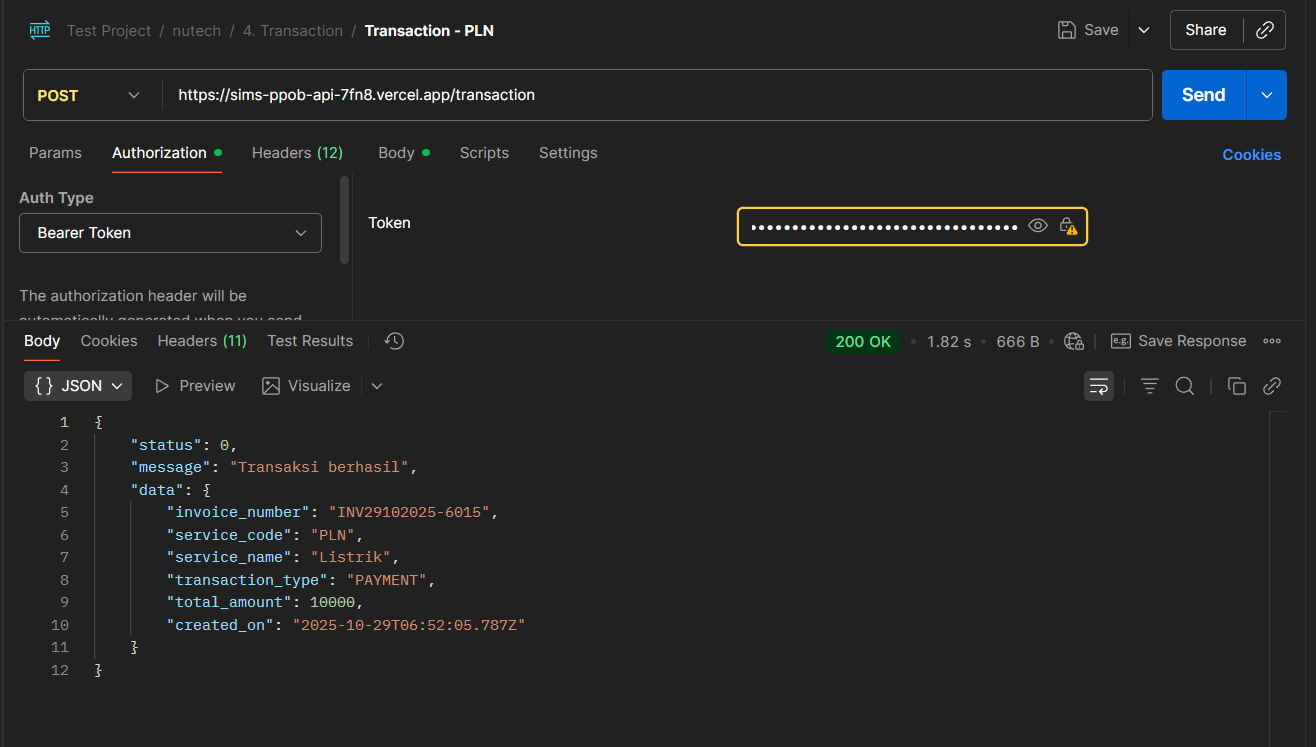 HTTP Test Project / nutech / 4. Transaction / Transaction - PLN Save Share
POST https://sims-ppob-api-7fn8.vercel.app/transaction Send
Params Authorization Headers (12) Body Scripts Settings Cookies
Auth Type
Bearer Token
Token
The authorization header will be
automatically generated when you send
Body Cookies Headers (11) Test Results 200 OK • 1.82 s • 666 B • e.g. Save Response
{} JSON Preview Visualize
1 {
2 "status": 0,
3 "message": "Transaksi berhasil",
4 "data": {
5 "invoice_number": "INV29102025-6015",
6 "service_code": "PLN",
7 "service_name": "Listrik",
8 "transaction_type": "PAYMENT",
9 "total_amount": 10000,
10 "created_on": "2025-10-29T06:52:05.787Z"
11 }
12 }